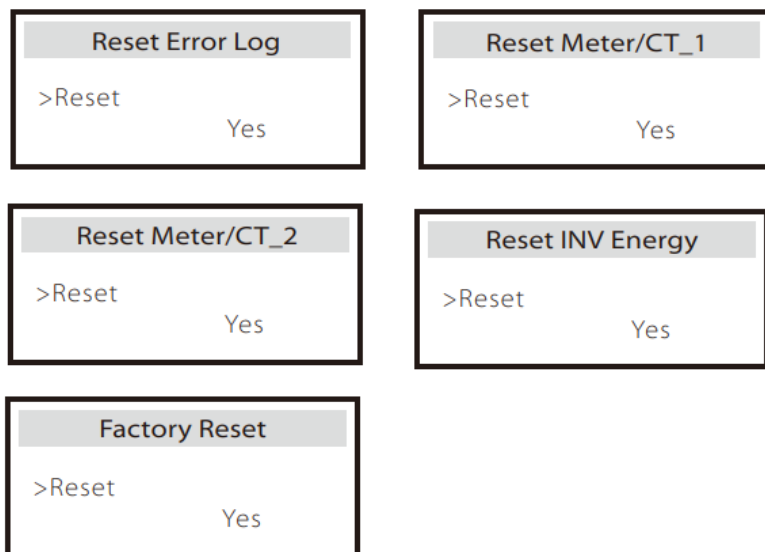 Reset Error Log
>Reset
Yes
Reset Meter/CT_1
>Reset
Yes
Reset Meter/CT_2
>Reset
Yes
Reset INV Energy
>Reset
Yes
Factory Reset
>Reset
Yes